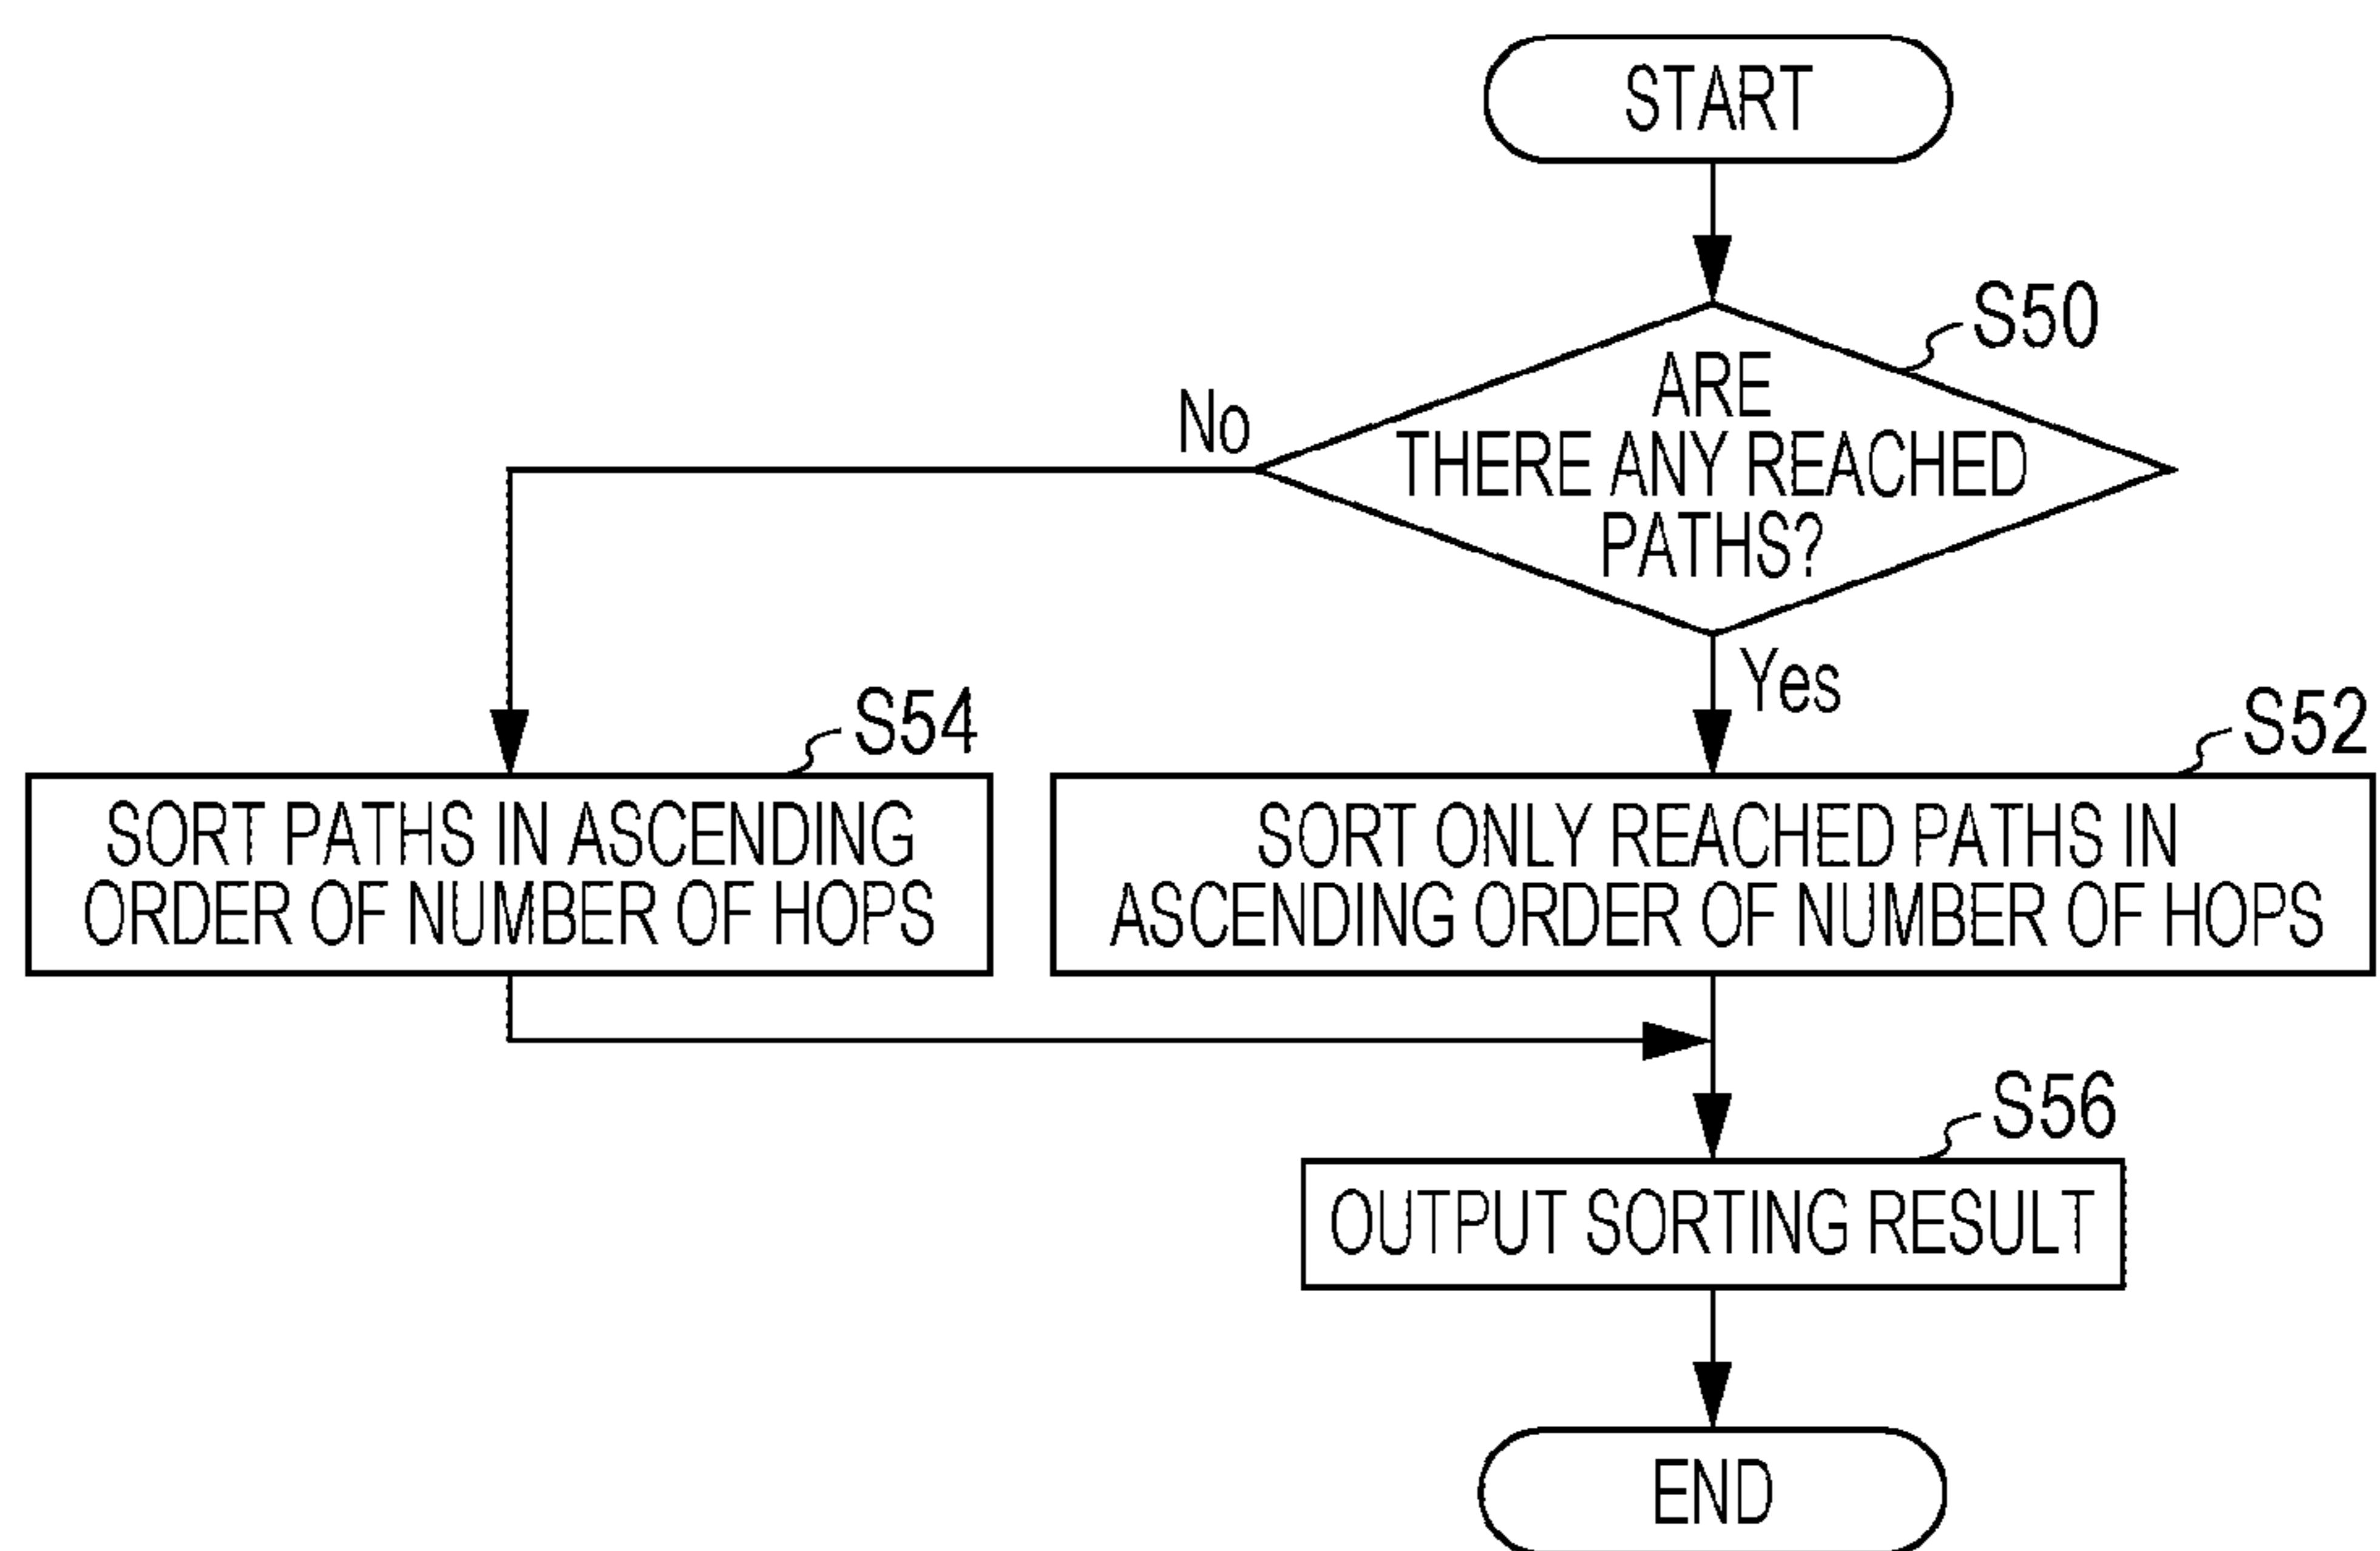 START
S50
ARE
THERE ANY REACHED
PATHS?
No
Yes
S54
SORT PATHS IN ASCENDING
ORDER OF NUMBER OF HOPS
S52
SORT ONLY REACHED PATHS IN
ASCENDING ORDER OF NUMBER OF HOPS
S56
OUTPUT SORTING RESULT
END